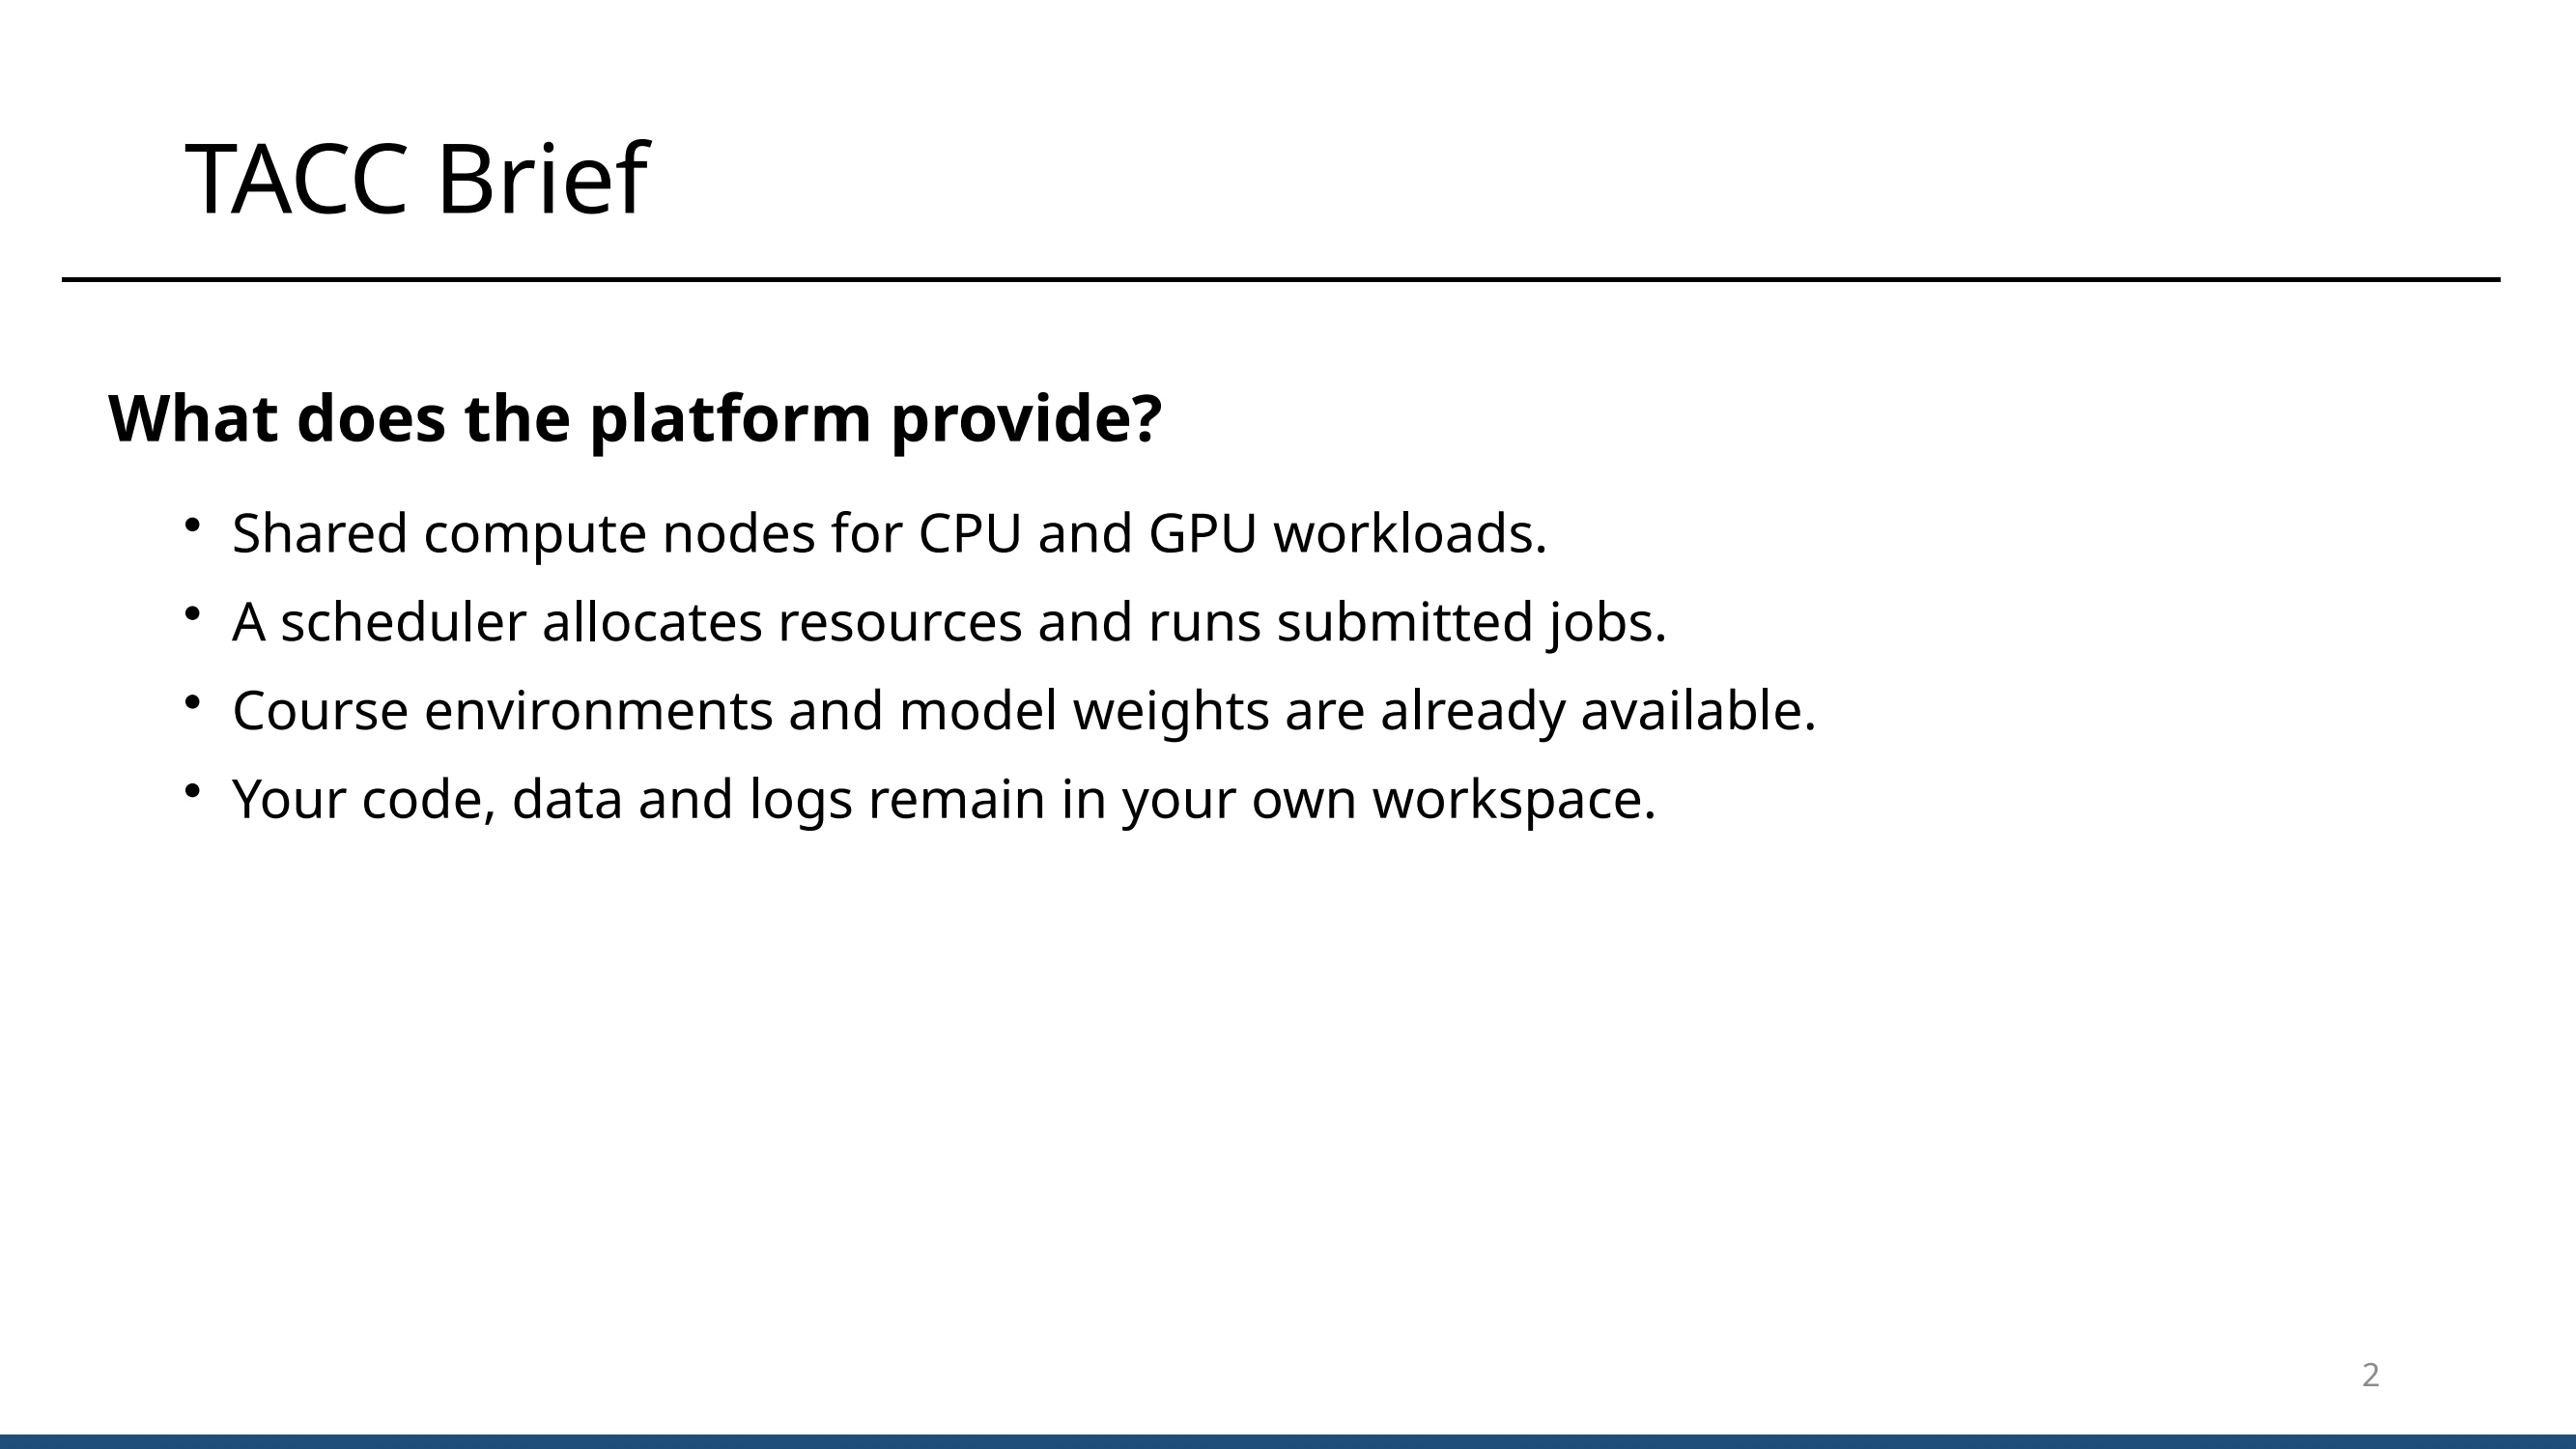 TACC Brief
What does the platform provide?
• Shared compute nodes for CPU and GPU workloads.
• A scheduler allocates resources and runs submitted jobs.
• Course environments and model weights are already available.
• Your code, data and logs remain in your own workspace.
2